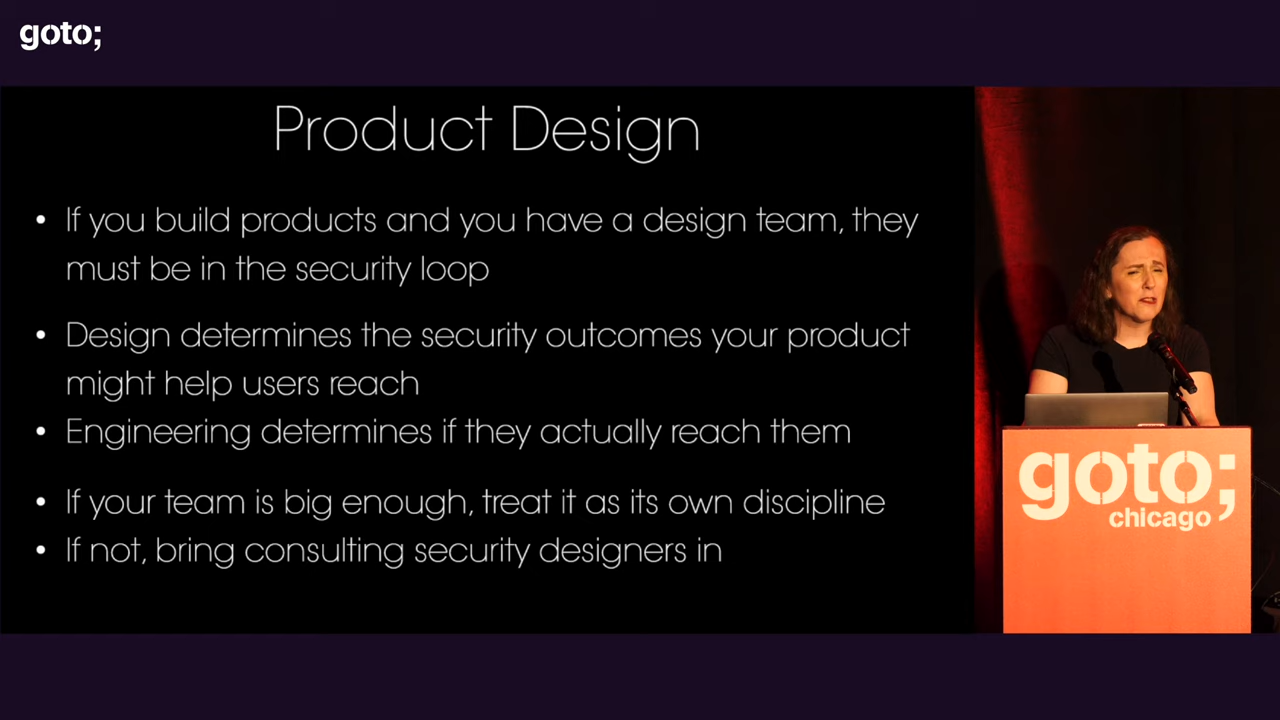 goto;
Product Design
• If you build products and you have a design team, they
must be in the security loop
• Design determines the security outcomes your product
might help users reach
• Engineering determines if they actually reach them
• If your team is big enough, treat it as its own discipline
• If not, bring consulting security designers in
goto;
chicago